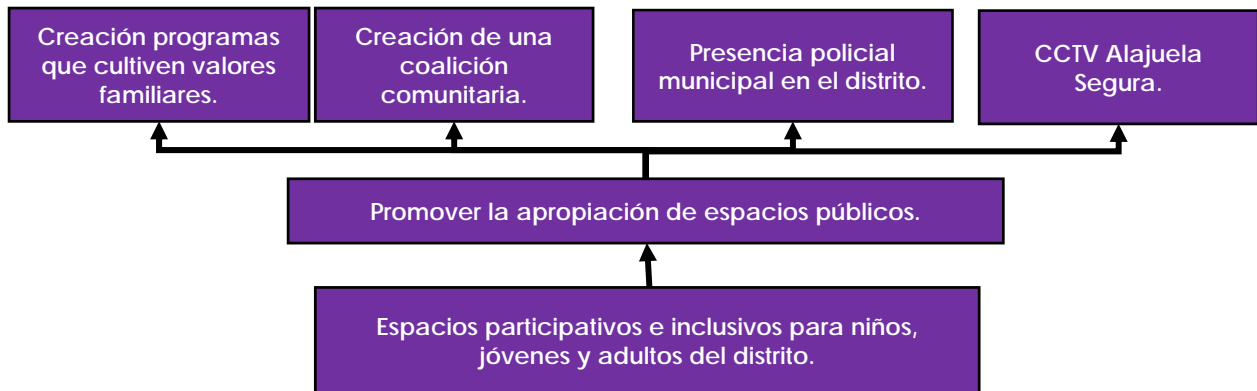 Creación programas
que cultiven valores
familiares.
Creación de una
coalición
comunitaria.
Presencia policial
municipal en el distrito.
CCTV Alajuela
Segura.
Promover la apropiación de espacios públicos.
Espacios participativos e inclusivos para niños,
jóvenes y adultos del distrito.